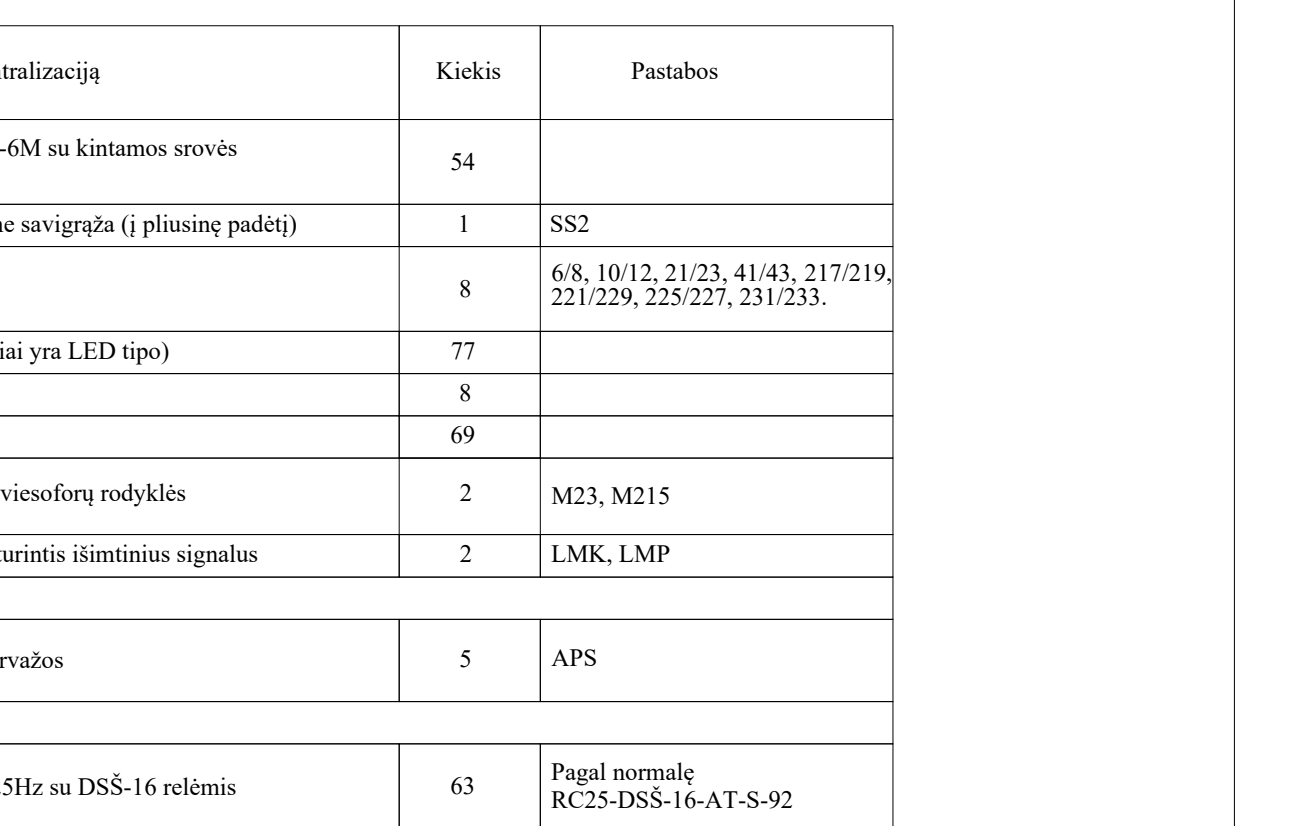 tralizaciją Kiekis Pastabos
-6M su kintamos srovės
54
ne savigrąža (į pliusinę padėtį) 1 SS2
8 6/8, 10/12, 21/23, 41/43, 217/219,
221/229, 225/227, 231/233.
iai yra LED tipo) 77
8
69
viesoforų rodyklės 2 M23, M215
turintis išimtinius signalus 2 LMK, LMP
rvažos 5 APS
5Hz su DSŠ-16 relėmis 63 Pagal normalę
RC25-DSŠ-16-AT-S-92